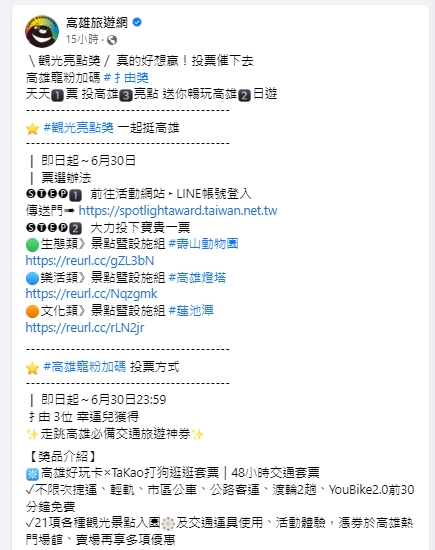 高雄旅遊網
15小時 ·
\ 觀光亮點獎 / 真的好想贏!投票催下去
高雄寵粉加碼 #扌由獎
天天1️⃣票 投高雄3️⃣亮點 送你暢玩高雄2️⃣日遊
-----------------------------------------
⭐ #觀光亮點獎 一起挺高雄
-----------------------------------------
| 即日起~6月30日
| 票選辦法
🅢🅣🅔🅟1️⃣ 前往活動網站 ▸ LINE帳號登入
傳送門➠ https://spotlightaward.taiwan.net.tw
🅢🅣🅔🅟2️⃣ 大力投下寶貴一票
🟢生態類》景點暨設施組 #壽山動物園
https://reurl.cc/gZL3bN
🔵樂活類》景點暨設施組 #高雄燈塔
https://reurl.cc/Nqzgmk
🟠文化類》景點暨設施組 #蓮池潭
https://reurl.cc/rLN2jr
-----------------------------------------
⭐ #高雄寵粉加碼 投票方式
-----------------------------------------
| 即日起~6月30日23:59
扌由 3位 幸運兒獲得
✨走跳高雄必備交通旅遊神券✨
【獎品介紹】
❇️高雄好玩卡×TaKao打狗逛逛套票│48小時交通套票
✓不限次捷運、輕軌、市區公車、公路客運、渡輪2趟、YouBike2.0前30
分鐘免費
✓21項各種觀光景點入園🎡及交通運具使用、活動體驗,憑券於高雄熱
門場館、賣場再享多項優惠